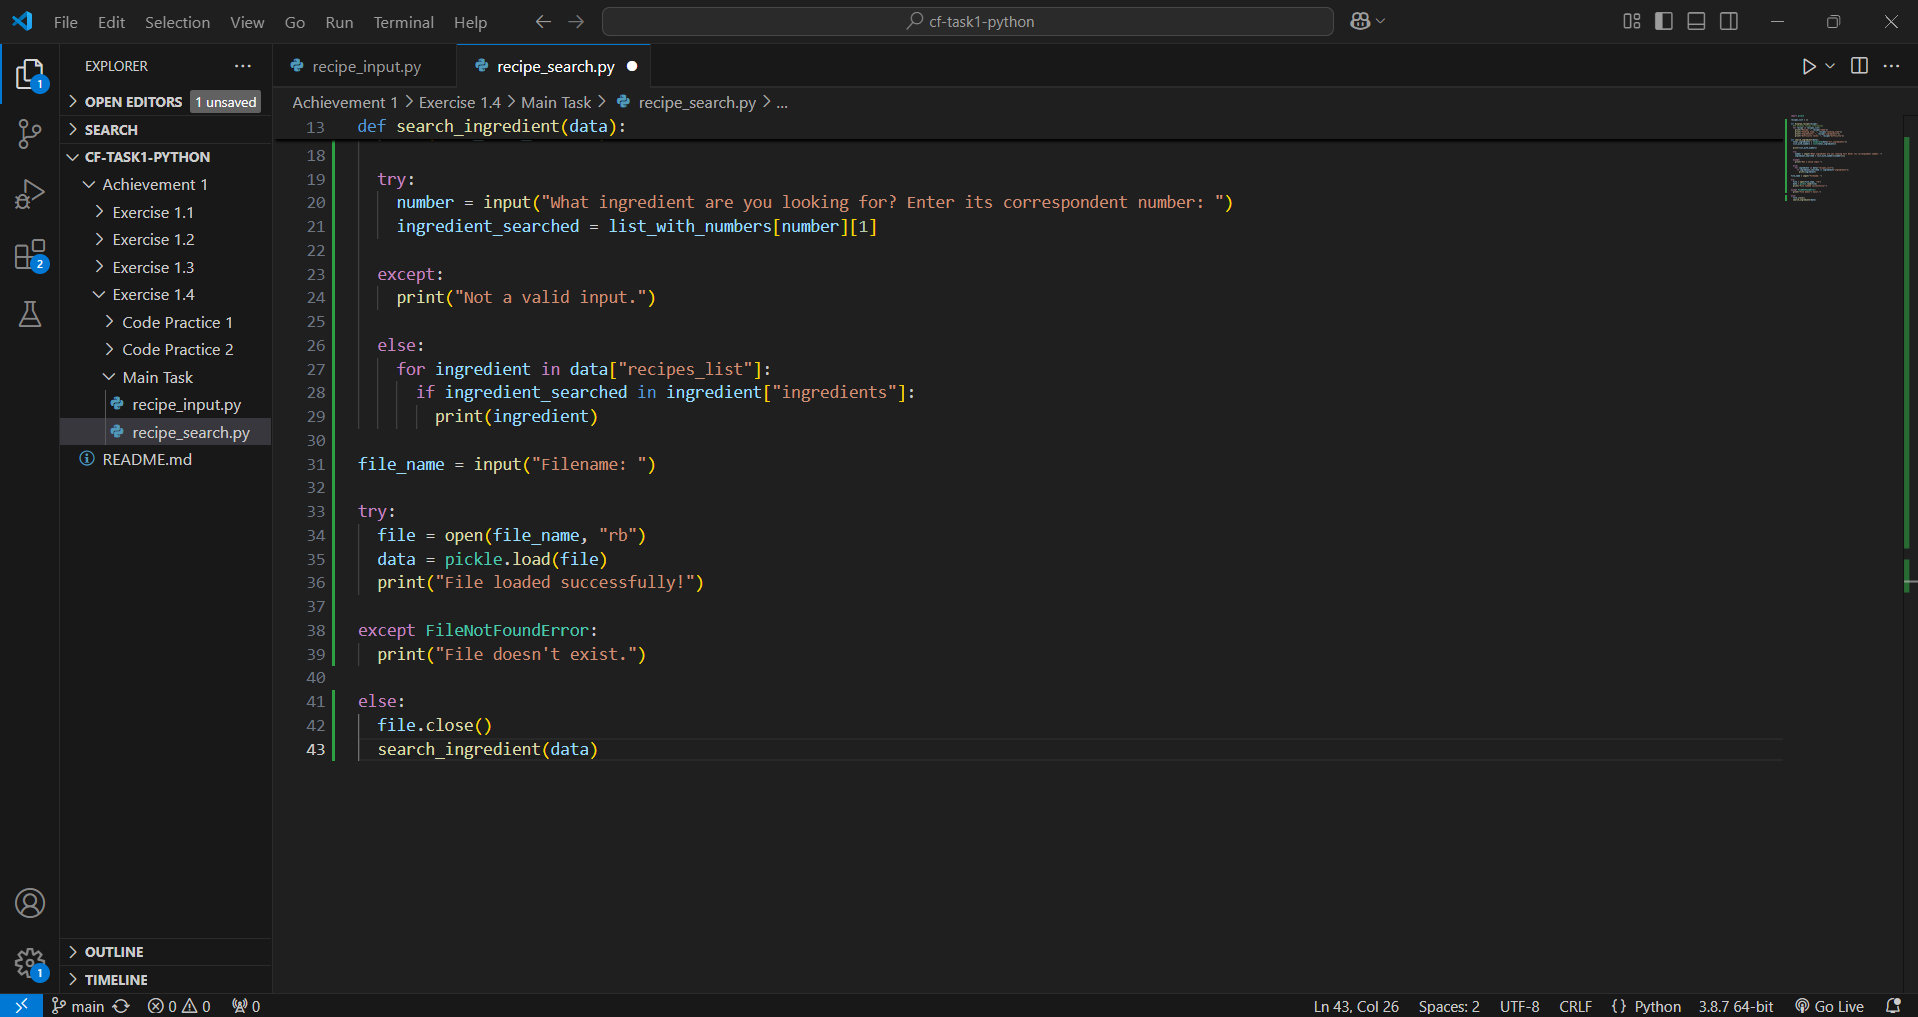 File Edit Selection View Go Run Terminal Help cf-task1-python
EXPLORER
1
OPEN EDITORS 1 unsaved
SEARCH
CF-TASK1-PYTHON
Achievement 1
Exercise 1.1
Exercise 1.2
Exercise 1.3
Exercise 1.4
Code Practice 1
Code Practice 2
Main Task
recipe_input.py
recipe_search.py
README.md
2
OUTLINE
TIMELINE
1
recipe_input.py recipe_search.py
Achievement 1 > Exercise 1.4 > Main Task > recipe_search.py > ...
13 def search_ingredient(data):
18
19 try:
20 number = input("What ingredient are you looking for? Enter its correspondent number: ")
21 ingredient_searched = list_with_numbers[number][1]
22
23 except:
24 print("Not a valid input.")
25
26 else:
27 for ingredient in data["recipes_list"]:
28 if ingredient_searched in ingredient["ingredients"]:
29 print(ingredient)
30
31 file_name = input("Filename: ")
32
33 try:
34 file = open(file_name, "rb")
35 data = pickle.load(file)
36 print("File loaded successfully!")
37
38 except FileNotFoundError:
39 print("File doesn't exist.")
40
41 else:
42 file.close()
43 search_ingredient(data)
main 0 0 0 Ln 43, Col 26 Spaces: 2 UTF-8 CRLF {} Python 3.8.7 64-bit Go Live